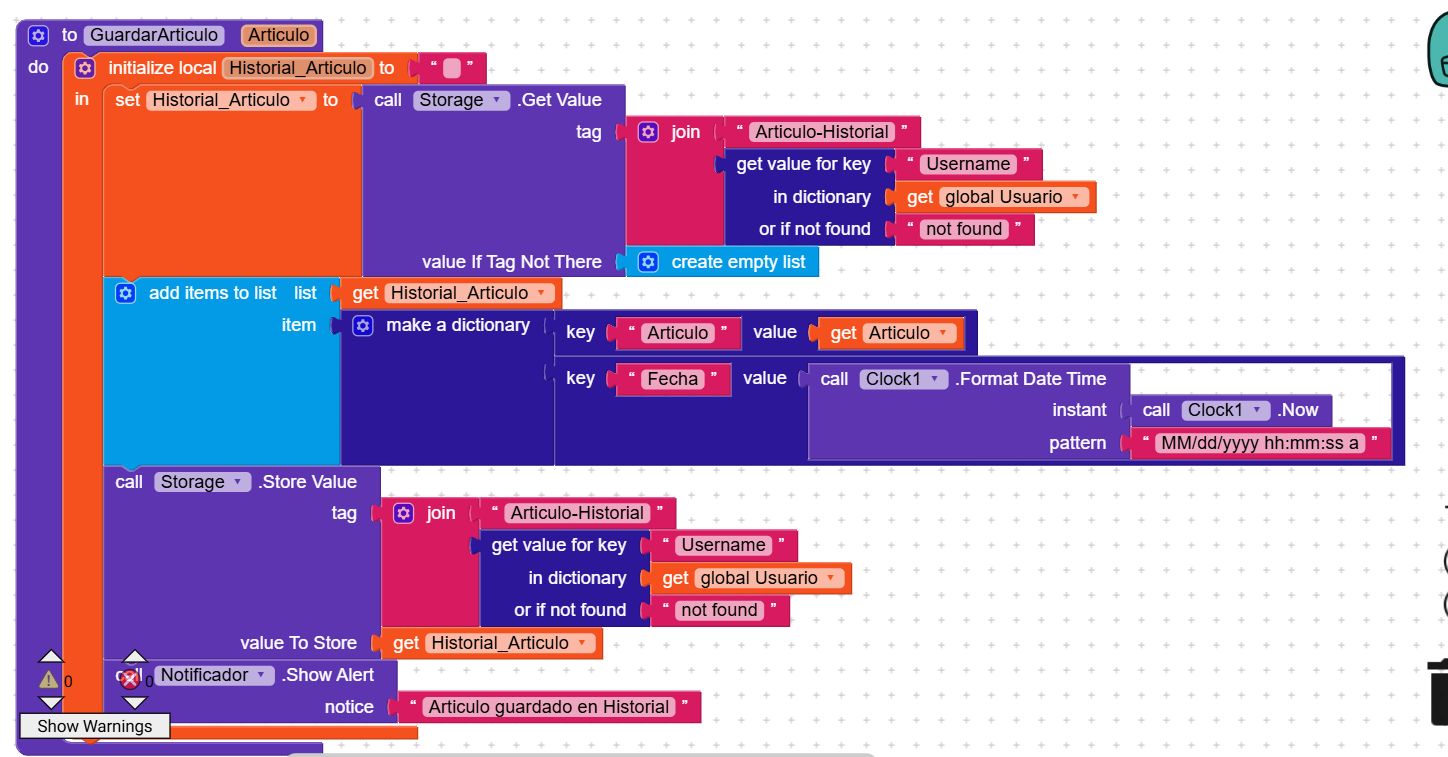 to GuardarArticulo Articulo
do initialize local Historial_Articulo to “ ”
in set Historial_Articulo to call Storage .Get Value
tag join “ Articulo-Historial ”
get value for key “ Username ”
in dictionary get global Usuario
or if not found “ not found ”
value If Tag Not There create empty list
add items to list list get Historial_Articulo
item make a dictionary key “ Articulo ” value get Articulo
key “ Fecha ” value call Clock1 .Format Date Time
instant call Clock1 .Now
pattern “ MM/dd/yyyy hh:mm:ss a ”
call Storage .Store Value
tag join “ Articulo-Historial ”
get value for key “ Username ”
in dictionary get global Usuario
or if not found “ not found ”
value To Store get Historial_Articulo
call Notificador .Show Alert
0 0
notice “ Articulo guardado en Historial ”
Show Warnings